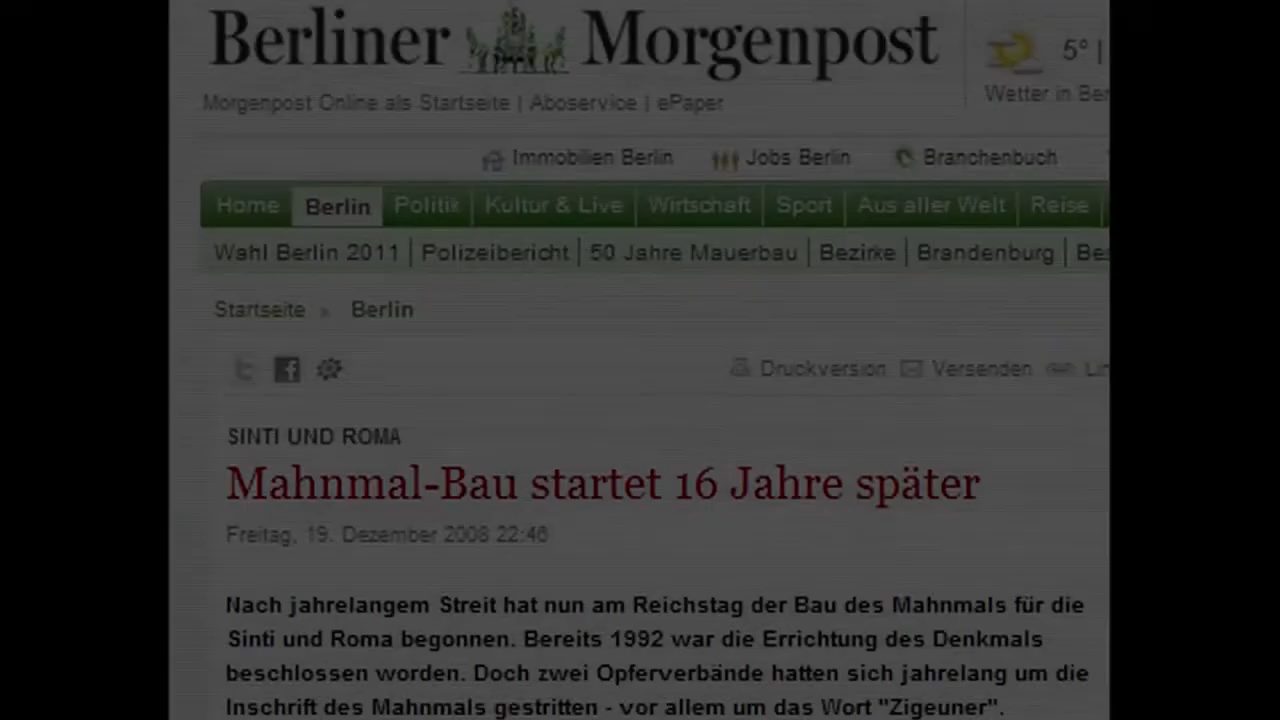 Berliner Morgenpost
5° |
Morgenpost Online als Startseite | Aboservice | ePaper
Wetter in Ber
Immobilien Berlin Jobs Berlin Branchenbuch
Home Berlin Politik Kultur & Live Wirtschaft Sport Aus aller Welt Reise
Wahl Berlin 2011 | Polizeibericht | 50 Jahre Mauerbau | Bezirke | Brandenburg | Be
Startseite » Berlin
Druckversion Versenden Lin
SINTI UND ROMA
Mahnmal-Bau startet 16 Jahre später
Freitag, 19. Dezember 2008 22:46
Nach jahrelangem Streit hat nun am Reichstag der Bau des Mahnmals für die
Sinti und Roma begonnen. Bereits 1992 war die Errichtung des Denkmals
beschlossen worden. Doch zwei Opferverbände hatten sich jahrelang um die
Inschrift des Mahnmals gestritten - vor allem um das Wort "Zigeuner".